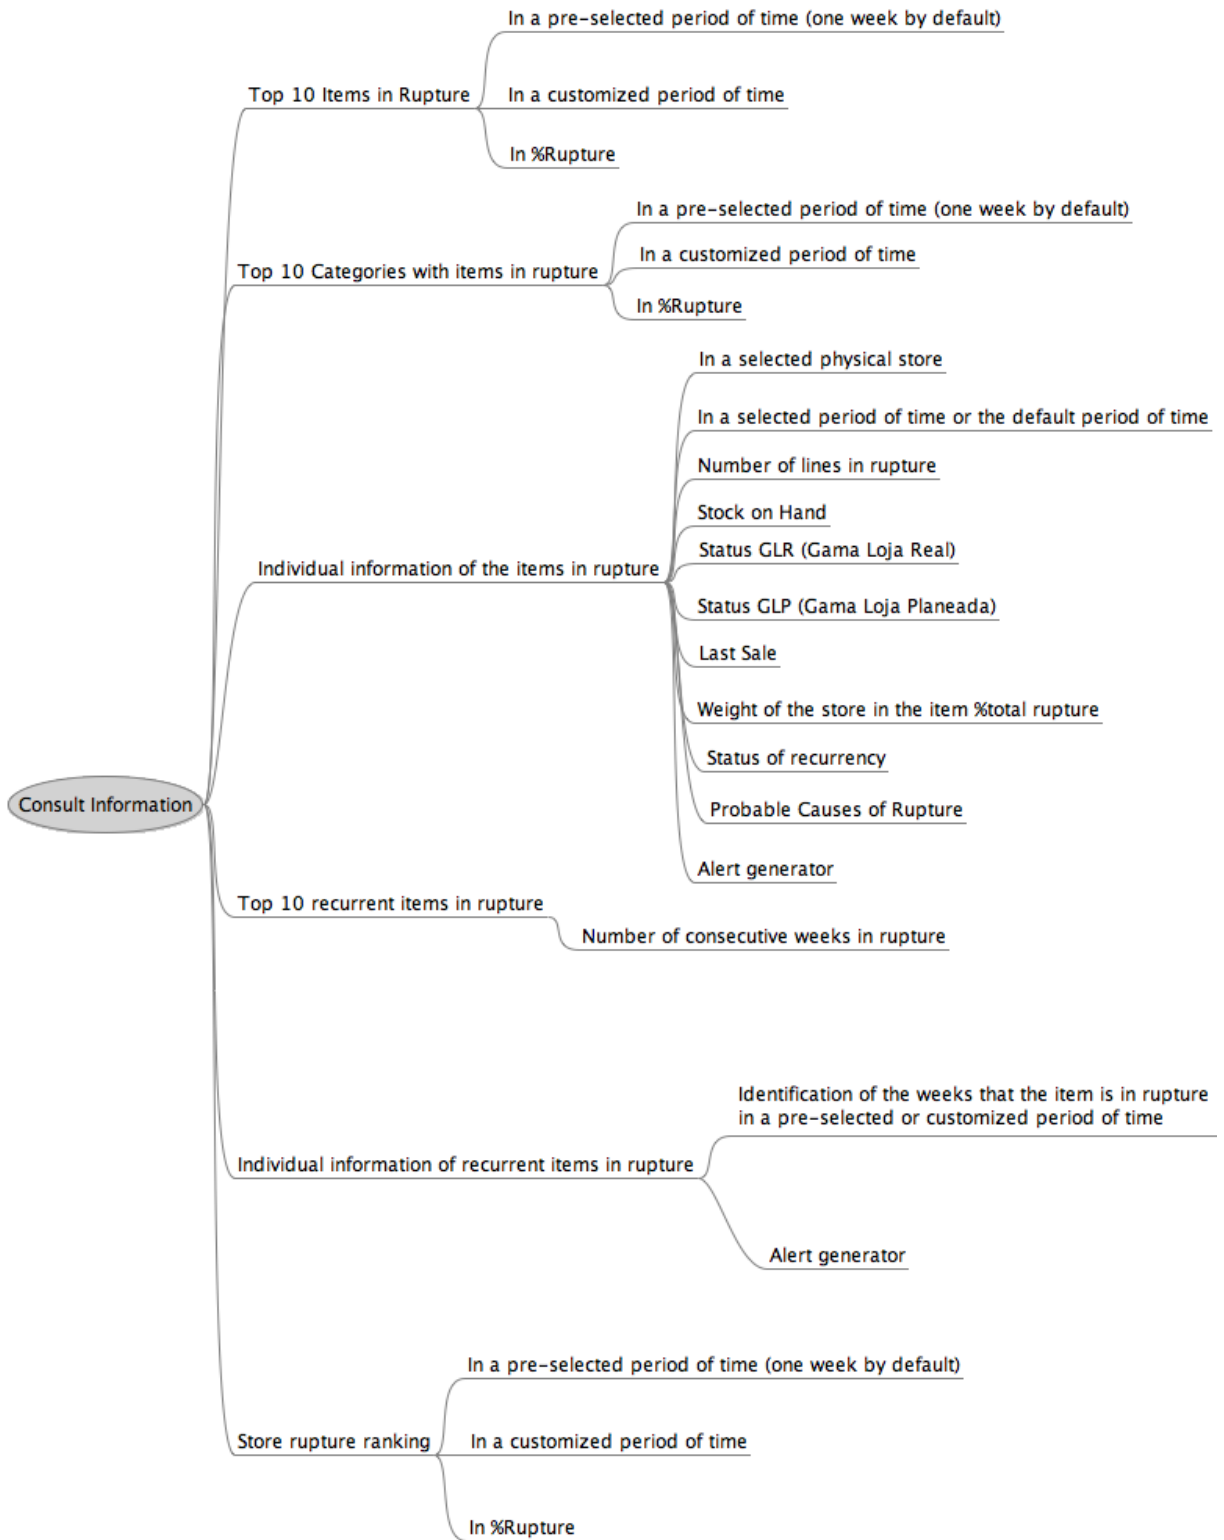 In a pre-selected period of time (one week by default)
Top 10 Items in Rupture
In a customized period of time
In %Rupture
In a pre-selected period of time (one week by default)
In a customized period of time
Top 10 Categories with items in rupture
In %Rupture
In a selected physical store
In a selected period of time or the default period of time
Number of lines in rupture
Stock on Hand
Status GLR (Gama Loja Real)
Individual information of the items in rupture
Status GLP (Gama Loja Planeada)
Last Sale
Weight of the store in the item %total rupture
Status of recurrency
Consult Information
Probable Causes of Rupture
Alert generator
Top 10 recurrent items in rupture
Number of consecutive weeks in rupture
Identification of the weeks that the item is in rupture
in a pre-selected or customized period of time
Individual information of recurrent items in rupture
Alert generator
In a pre-selected period of time (one week by default)
Store rupture ranking
In a customized period of time
In %Rupture